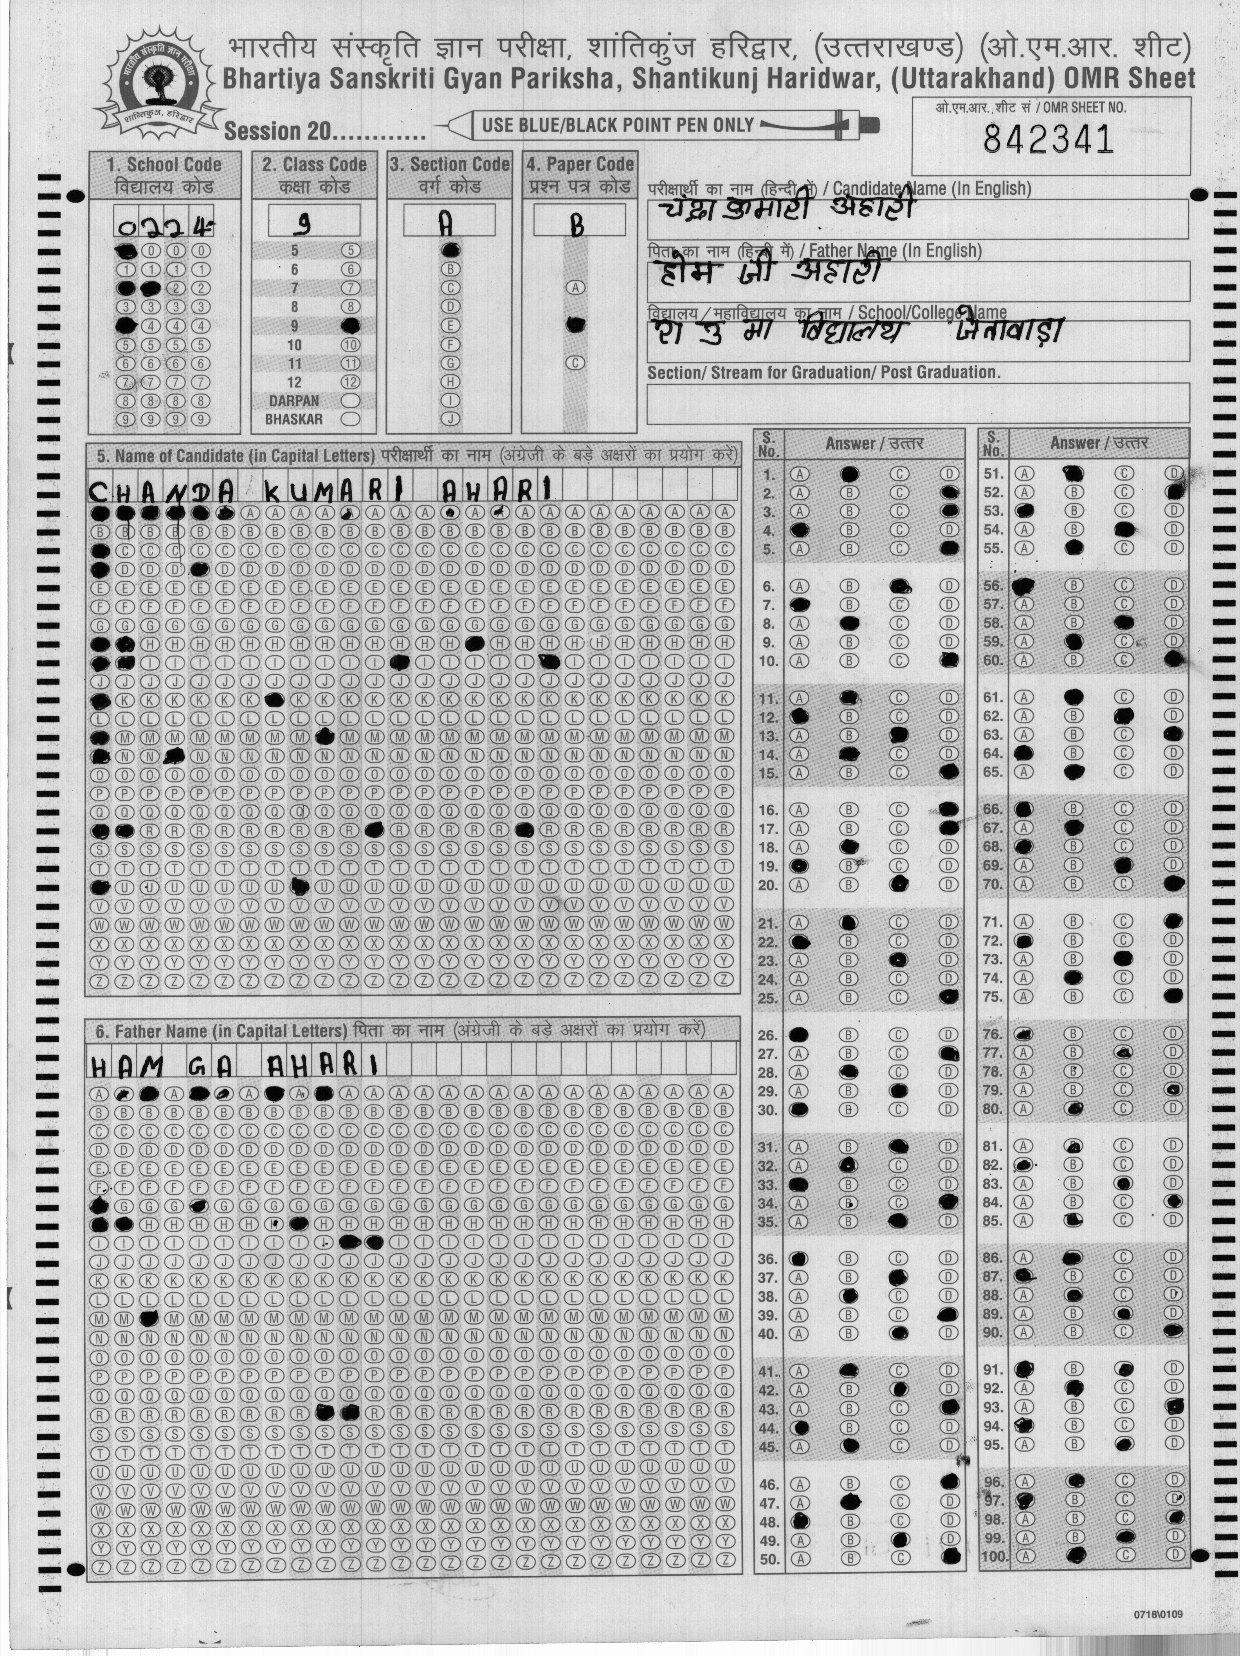 भारतीय संस्कृति ज्ञान परीक्षा, शांतिकुंज हरिद्वार, (उत्तराखण्ड) (ओ.एम.आर. शीट)
Bhartiya Sanskriti Gyan Pariksha, Shantikunj Haridwar, (Uttarakhand) OMR Sheet
Session 20............ USE BLUE/BLACK POINT PEN ONLY
ओ.एम.आर. शीट सं / OMR SHEET NO.
842341
1. School Code
विद्यालय कोड
0224
2. Class Code
कक्षा कोड
9
5
6
7
8
9
10
11
12
DARPAN
BHASKAR
3. Section Code
वर्ग कोड
A
4. Paper Code
प्रश्न पत्र कोड
B
परीक्षार्थी का नाम (हिन्दी में) / Candidate Name (In English)
चंद्रा कुमारी अहारी
पिता का नाम (हिन्दी में) / Father Name (In English)
होम जी अहारी
विद्यालय / महाविद्यालय का नाम / School/College Name
रा उ मा विद्यालय जेतावाड़ा
Section/ Stream for Graduation/ Post Graduation.
5. Name of Candidate (in Capital Letters) परीक्षार्थी का नाम (अंग्रेजी के बड़े अक्षरों का प्रयोग करें)
CHANDA KUMARI AHARI
6. Father Name (in Capital Letters) पिता का नाम (अंग्रेजी के बड़े अक्षरों का प्रयोग करें)
HAM GA AHARI
S. No. Answer / उत्तर
S. No. Answer / उत्तर
0718\0109